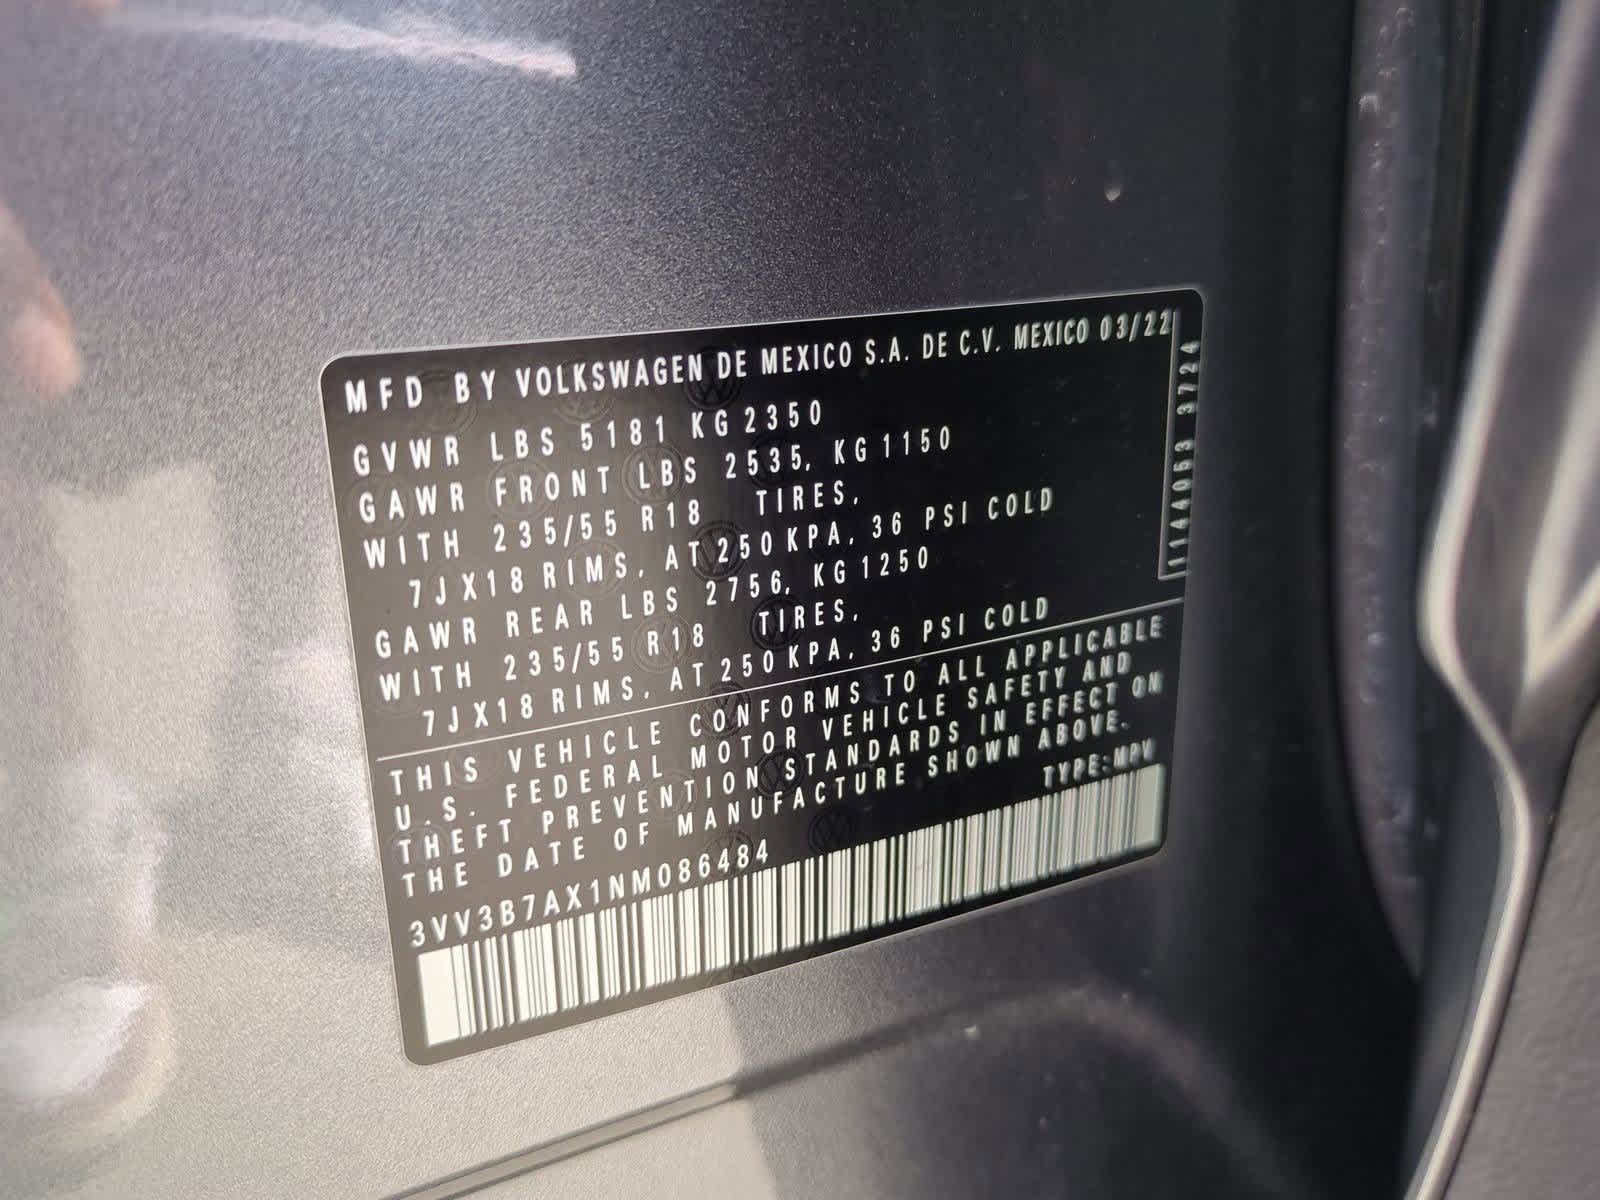 MFD BY VOLKSWAGEN DE MEXICO S.A. DE C.V. MEXICO 03/22
GVWR LBS 5181 KG 2350
GAWR FRONT LBS 2535, KG 1150
WITH 235/55 R18 TIRES,
7JX18 RIMS, AT 250 KPA, 36 PSI COLD
GAWR REAR LBS 2756, KG 1250
WITH 235/55 R18 TIRES,
7JX18 RIMS, AT 250 KPA, 36 PSI COLD
THIS VEHICLE CONFORMS TO ALL APPLICABLE
U.S. FEDERAL MOTOR VEHICLE SAFETY AND
THEFT PREVENTION STANDARDS IN EFFECT ON
THE DATE OF MANUFACTURE SHOWN ABOVE.
TYPE:MPV
3VV3B7AX1NM086484
1144053 3724